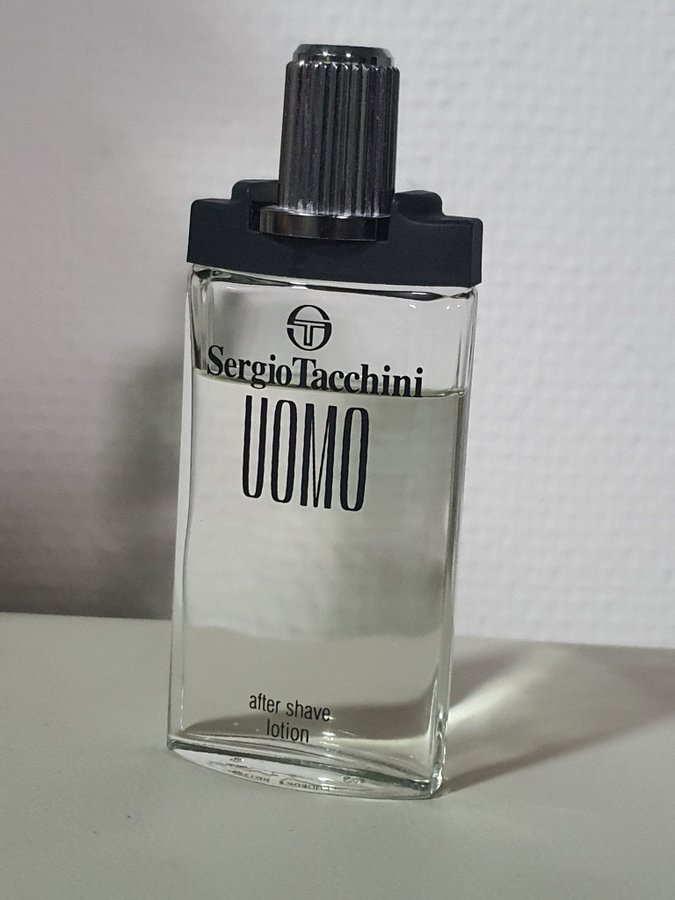 Sergio Tacchini
UOMO
after shave
lotion